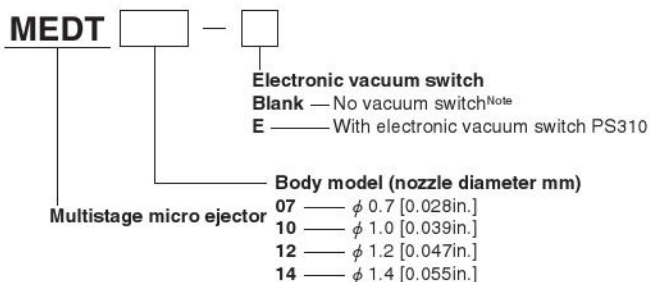 MEDT —
Electronic vacuum switch
Blank — No vacuum switchNote
E — With electronic vacuum switch PS310
Body model (nozzle diameter mm)
Multistage micro ejector
07 — ϕ 0.7 [0.028in.]
10 — ϕ 1.0 [0.039in.]
12 — ϕ 1.2 [0.047in.]
14 — ϕ 1.4 [0.055in.]